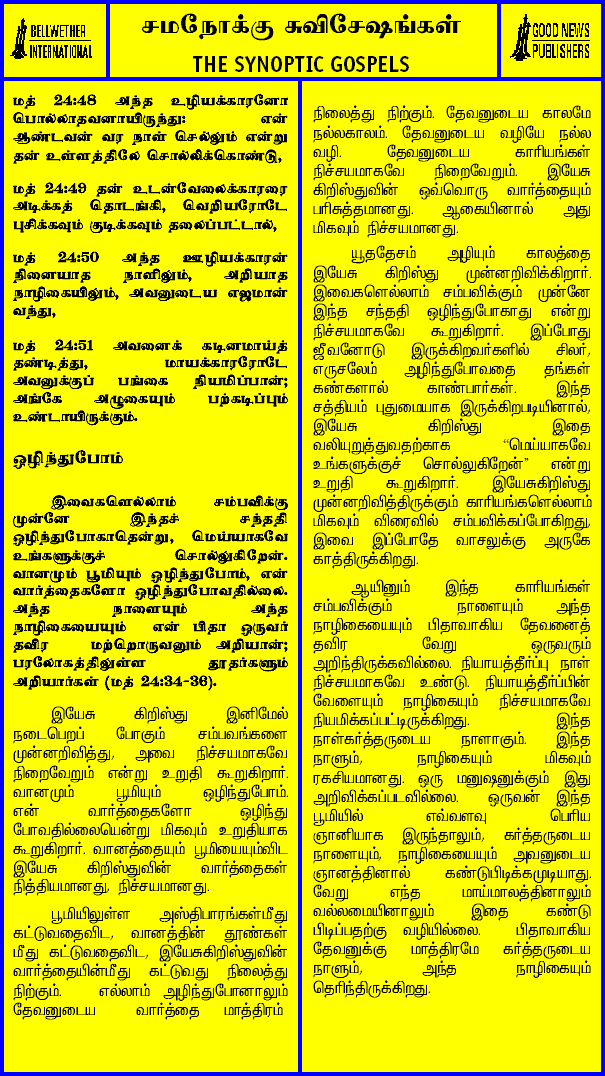 BELLWETHER
INTERNATIONAL
சமநோக்கு சுவிசேஷங்கள்
THE SYNOPTIC GOSPELS
GOOD NEWS
PUBLISHERS
மத் 24:48 அந்த ஊழியக்காரனோ
பொல்லாதவனாயிருந்து: என்
ஆண்டவன் வர நாள் செல்லும் என்று
தன் உள்ளத்திலே சொல்லிக்கொண்டு,
மத் 24:49 தன் உடன்வேலைக்காரரை
அடிக்கத் தொடங்கி, வெறியரோடே
புசிக்கவும் குடிக்கவும் தலைப்பட்டால்,
மத் 24:50 அந்த ஊழியக்காரன்
நினையாத நாளிலும், அறியாத
நாழிகையிலும், அவனுடைய எஜமான்
வந்து,
மத் 24:51 அவனைக் கடினமாய்த்
தண்டித்து, மாயக்காரரோடே
அவனுக்குப் பங்கை நியமிப்பான்;
அங்கே அழுகையும் பற்கடிப்பும்
உண்டாயிருக்கும்.
ஒழிந்துபோம்
இவைகளெல்லாம் சம்பவிக்கு
முன்னே இந்தச் சந்ததி
ஒழிந்துபோகாதென்று, மெய்யாகவே
உங்களுக்குச் சொல்லுகிறேன்.
வானமும் பூமியும் ஒழிந்துபோம், என்
வார்த்தைகளோ ஒழிந்துபோவதில்லை.
அந்த நாளையும் அந்த
நாழிகையையும் என் பிதா ஒருவர்
தவிர மற்றொருவனும் அறியான்;
பரலோகத்திலுள்ள தூதர்களும்
அறியார்கள் (மத் 24:34-36).
இயேசு கிறிஸ்து இனிமேல்
நடைபெறப் போகும் சம்பவங்களை
முன்னறிவித்து, அவை நிச்சயமாகவே
நிறைவேறும் என்று உறுதி கூறுகிறார்.
வானமும் பூமியும் ஒழிந்துபோம்.
என் வார்த்தைகளோ ஒழிந்து
போவதில்லையென்று மிகவும் உறுதியாக
கூறுகிறார். வானத்தையும் பூமியையும்விட
இயேசு கிறிஸ்துவின் வார்த்தைகள்
நித்தியமானது, நிச்சயமானது.
பூமியிலுள்ள அஸ்திபாரங்கள்மீது
கட்டுவதைவிட, வானத்தின் தூண்கள்
மீது கட்டுவதைவிட, இயேசுகிறிஸ்துவின்
வார்த்தையின்மீது கட்டுவது நிலைத்து
நிற்கும். எல்லாம் அழிந்துபோனாலும்
தேவனுடைய வார்த்தை மாத்திரம்
நிலைத்து நிற்கும். தேவனுடைய காலமே
நல்லகாலம். தேவனுடைய வழியே நல்ல
வழி. தேவனுடைய காரியங்கள்
நிச்சயமாகவே நிறைவேறும். இயேசு
கிறிஸ்துவின் ஒவ்வொரு வார்த்தையும்
பரிசுத்தமானது. ஆகையினால் அது
மிகவும் நிச்சயமானது.
யூததேசம் அழியும் காலத்தை
இயேசு கிறிஸ்து முன்னறிவிக்கிறார்.
இவைகளெல்லாம் சம்பவிக்கும் முன்னே
இந்த சந்ததி ஒழிந்துபோகாது என்று
நிச்சயமாகவே கூறுகிறார். இப்போது
ஜீவனோடு இருக்கிறவர்களில் சிலர்,
எருசலேம் அழிந்துபோவதை தங்கள்
கண்களால் காண்பார்கள். இந்த
சத்தியம் புதுமையாக இருக்கிறபடியினால்,
இயேசு கிறிஸ்து இதை
வலியுறுத்துவதற்காக “மெய்யாகவே
உங்களுக்குச் சொல்லுகிறேன்” என்று
உறுதி கூறுகிறார். இயேசுகிறிஸ்து
முன்னறிவித்திருக்கும் காரியங்களெல்லாம்
மிகவும் விரைவில் சம்பவிக்கப்போகிறது.
இவை இப்போதே வாசலுக்கு அருகே
காத்திருக்கிறது.
ஆயினும் இந்த காரியங்கள்
சம்பவிக்கும் நாளையும் அந்த
நாழிகையையும் பிதாவாகிய தேவனைத்
தவிர வேறு ஒருவரும்
அறிந்திருக்கவில்லை. நியாயத்தீர்ப்பு நாள்
நிச்சயமாகவே உண்டு. நியாயத்தீர்ப்பின்
வேளையும் நாழிகையும் நிச்சயமாகவே
நியமிக்கப்பட்டிருக்கிறது. இந்த
நாள்கர்த்தருடைய நாளாகும். இந்த
நாளும், நாழிகையும் மிகவும்
ரகசியமானது. ஒரு மனுஷனுக்கும் இது
அறிவிக்கப்படவில்லை. ஒருவன் இந்த
பூமியில் எவ்வளவு பெரிய
ஞானியாக இருந்தாலும், கர்த்தருடைய
நாளையும், நாழிகையையும் அவனுடைய
ஞானத்தினால் கண்டுபிடிக்கமுடியாது.
வேறு எந்த மாய்மாலத்தினாலும்
வல்லமையினாலும் இதை கண்டு
பிடிப்பதற்கு வழியில்லை. பிதாவாகிய
தேவனுக்கு மாத்திரமே கர்த்தருடைய
நாளும், அந்த நாழிகையும்
தெரிந்திருக்கிறது.